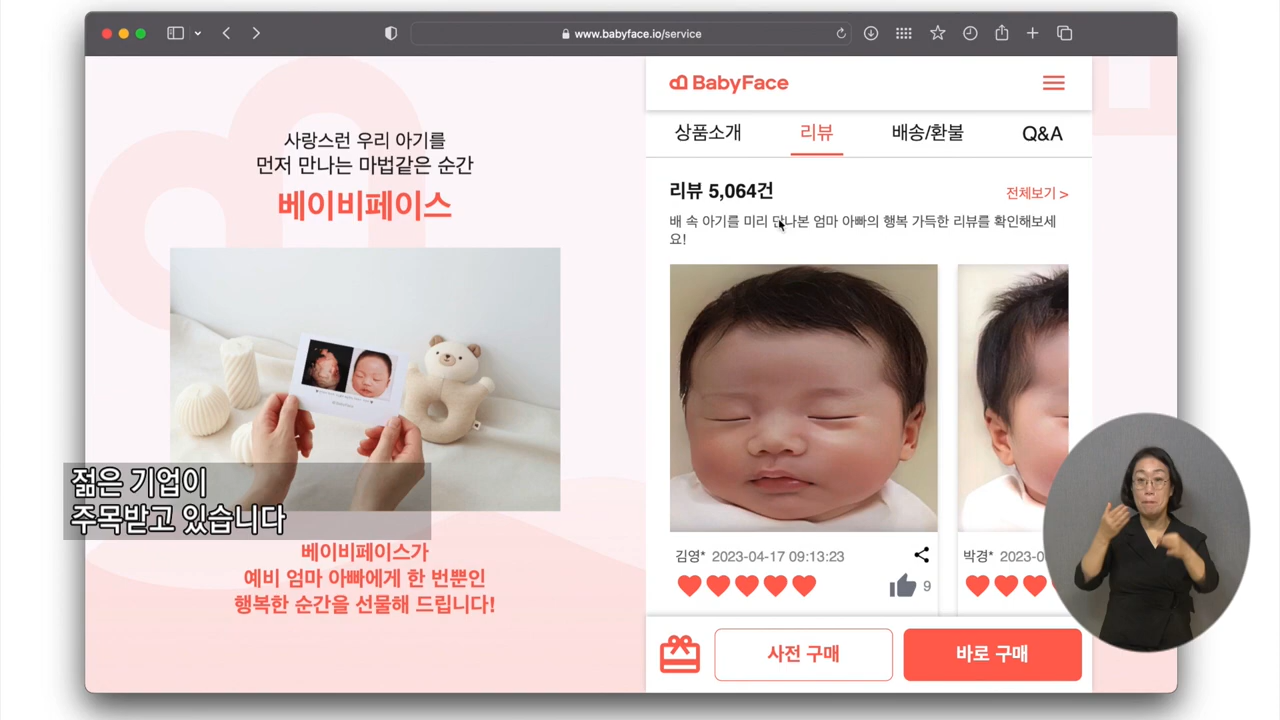 www.babyface.io/service
사랑스런 우리 아기를
먼저 만나는 마법같은 순간
베이비페이스
젊은 기업이
주목받고 있습니다
베이비페이스가
예비 엄마 아빠에게 한 번뿐인
행복한 순간을 선물해 드립니다!
BabyFace
상품소개 리뷰 배송/환불 Q&A
리뷰 5,064건 전체보기 >
배 속 아기를 미리 만나본 엄마 아빠의 행복 가득한 리뷰를 확인해보세
요!
김영* 2023-04-17 09:13:23
9
박경* 2023-0
사전 구매 바로 구매